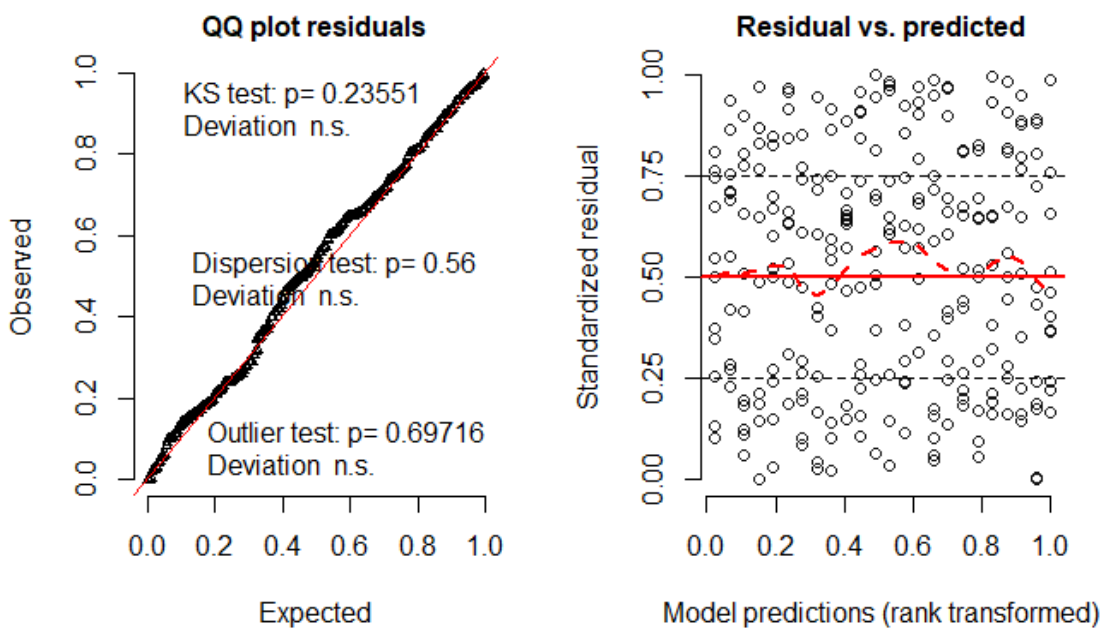 QQ plot residuals
KS test: p= 0.23551
Deviation n.s.
Dispersion test: p= 0.56
Deviation n.s.
Outlier test: p= 0.69716
Deviation n.s.
Observed
0.0 0.2 0.4 0.6 0.8 1.0
0.0 0.2 0.4 0.6 0.8 1.0
Expected
Residual vs. predicted
Standardized residual
0.00 0.25 0.50 0.75 1.00
0.0 0.2 0.4 0.6 0.8 1.0
Model predictions (rank transformed)